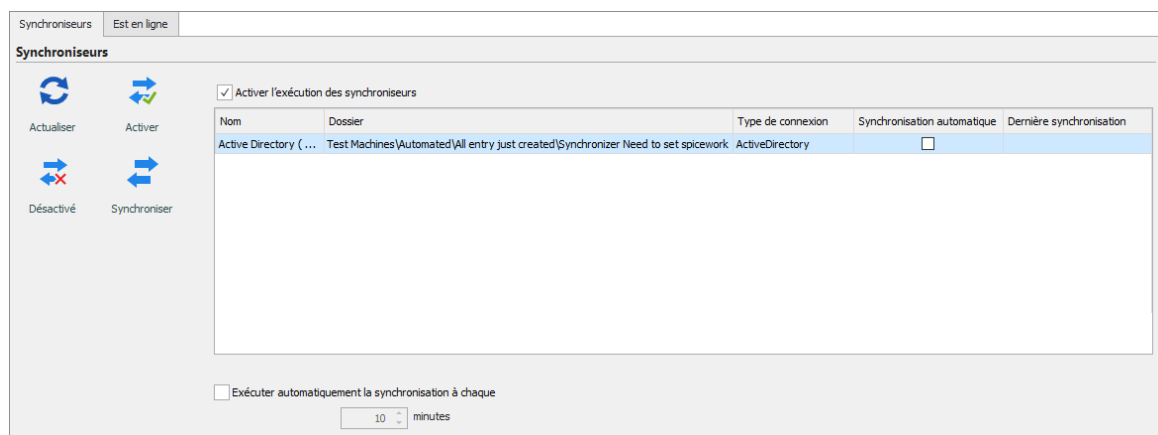 Synchroniseurs Est en ligne
Synchroniseurs
Actualiser Activer
Désactivé Synchroniser
Activer l'exécution des synchroniseurs
Nom Dossier Type de connexion Synchronisation automatique Dernière synchronisation
Active Directory ( ... Test Machines\Automated\All entry just created\Synchronizer Need to set spicework ActiveDirectory
Exécuter automatiquement la synchronisation à chaque
10 minutes